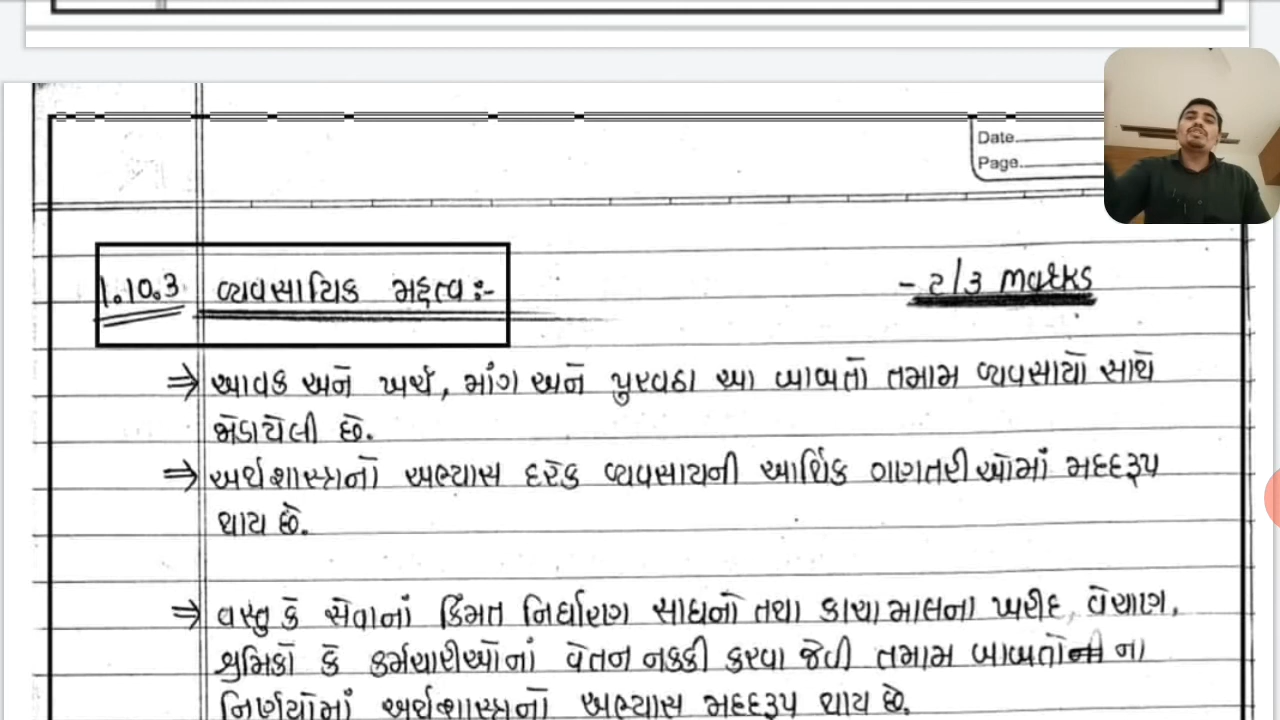 Date
Page
1.10.3 વ્યવસાયિક મહત્વ :-
- ૨/૩ marks
⇒ આવક અને ખર્ચ, માંગ અને પુરવઠા આ બાબતો તમામ વ્યવસાયો સાથે
જોડાયેલી છે.
⇒ અર્થશાસ્ત્રનો અભ્યાસ દરેક વ્યવસાયની આર્થિક ગણતરીઓમાં મદદરૂપ
થાય છે.
⇒ વસ્તુ કે સેવાનાં કિંમત નિર્ધારણ સાધનો તથા કાચા માલના ખરીદ, વેચાણ,
શ્રમિકો કે કર્મચારીઓનાં વેતન નક્કી કરવા જેવી તમામ બાબતો ના
નિર્ણયોમાં અર્થશાસ્ત્રનો અભ્યાસ મદદરૂપ થાય છે.